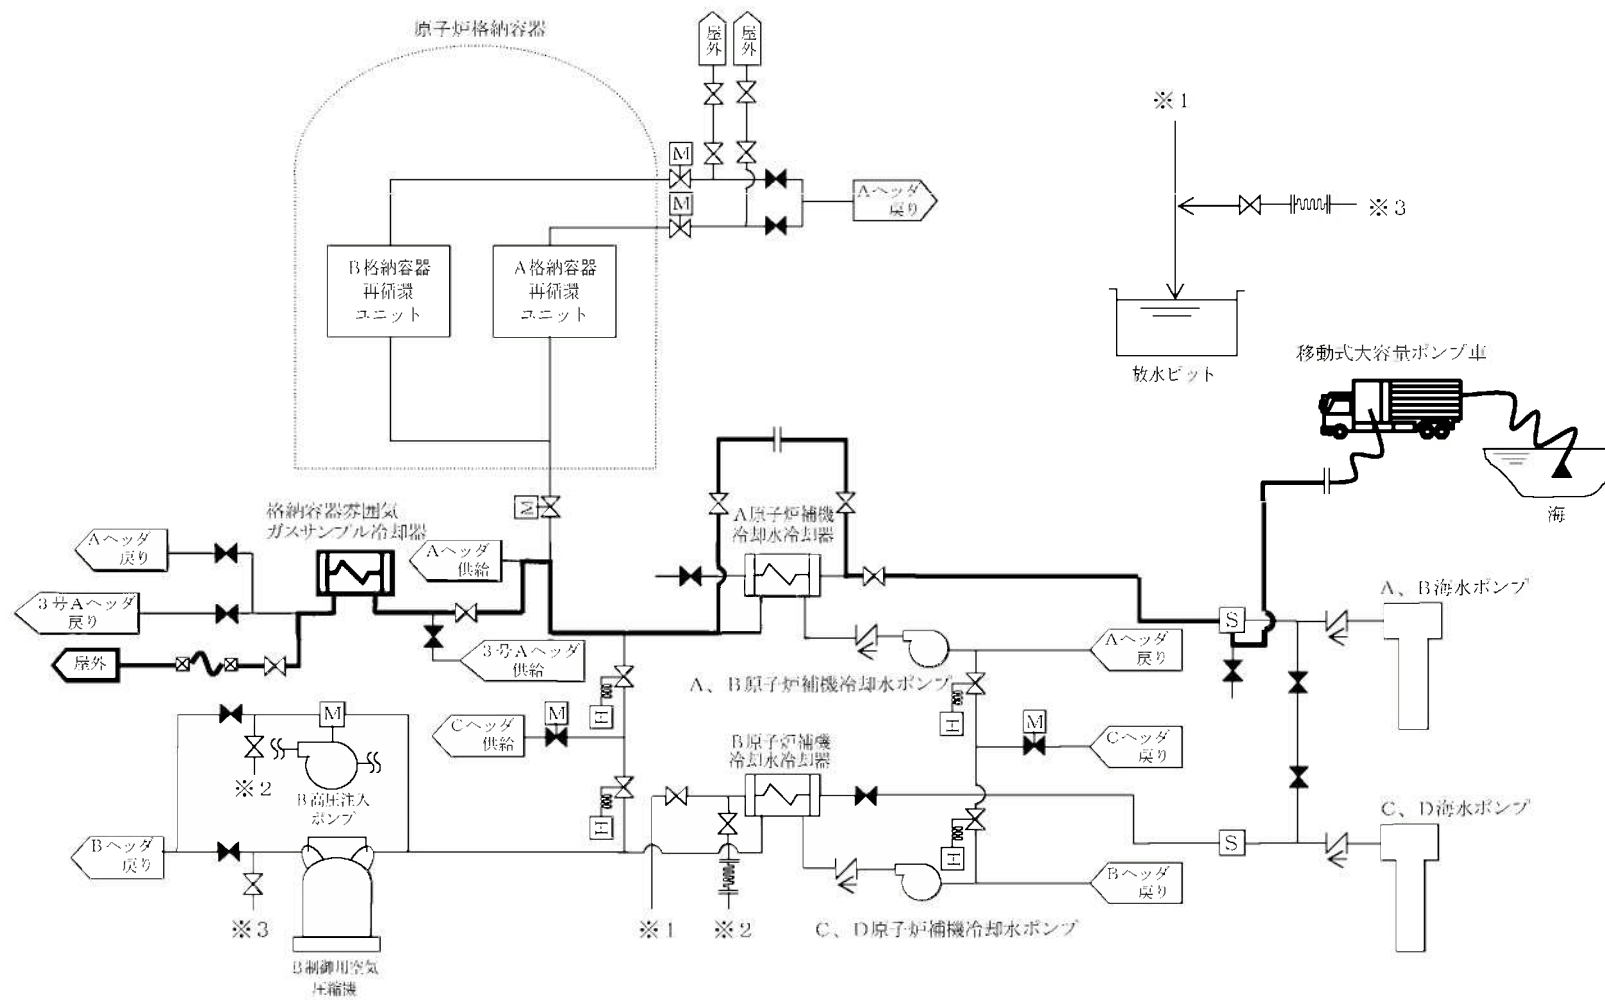 原子炉格納容器
屋外
屋外
※1
M
M
Aヘッダ
戻り
※3
B格納容器
再循環
ユニット
A格納容器
再循環
ユニット
放水ピット
移動式大容量ポンプ車
海
M
格納容器雰囲気
ガスサンプル冷却器
A原子炉補機
冷却水冷却器
Aヘッダ
戻り
Aヘッダ
供給
3号Aヘッダ
戻り
屋外
3号Aヘッダ
供給
S
A、B海水ポンプ
Aヘッダ
戻り
A、B原子炉補機冷却水ポンプ
H
H
M
M
M
Cヘッダ
供給
Cヘッダ
戻り
B原子炉補機
冷却水冷却器
※2
B高圧注入
ポンプ
H
H
C、D海水ポンプ
S
Bヘッダ
戻り
Bヘッダ
戻り
※3
※1
※2
C、D原子炉補機冷却水ポンプ
B制御用空気
圧縮機